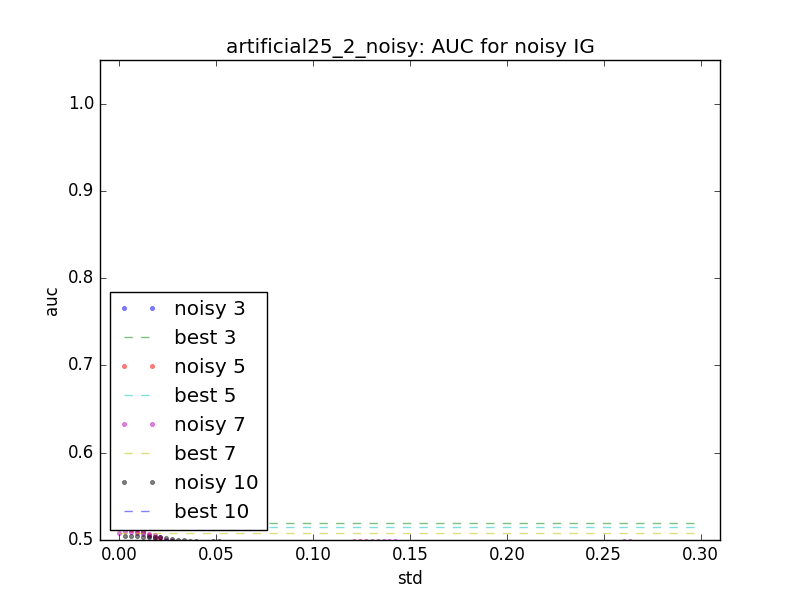 artificial25_2_noisy: AUC for noisy IG
1.0
0.9
0.8
0.7
0.6
0.5
auc
noisy 3
best 3
noisy 5
best 5
noisy 7
best 7
noisy 10
best 10
0.00 0.05 0.10 0.15 0.20 0.25 0.30
std